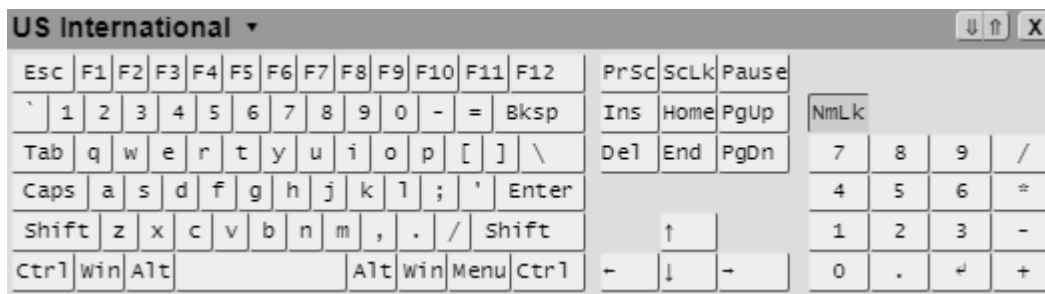 US International ▾ ⇓ ⇑ X
Esc F1 F2 F3 F4 F5 F6 F7 F8 F9 F10 F11 F12 PrSc ScLk Pause
` 1 2 3 4 5 6 7 8 9 0 - = Bksp Ins Home PgUp NmLk
Tab q w e r t y u i o p [ ] \ Del End PgDn 7 8 9 /
Caps a s d f g h j k l ; ' Enter 4 5 6 *
Shift z x c v b n m , . / Shift ↑ 1 2 3 -
Ctrl Win Alt Alt Win Menu Ctrl ← ↓ → 0 . ↵ +